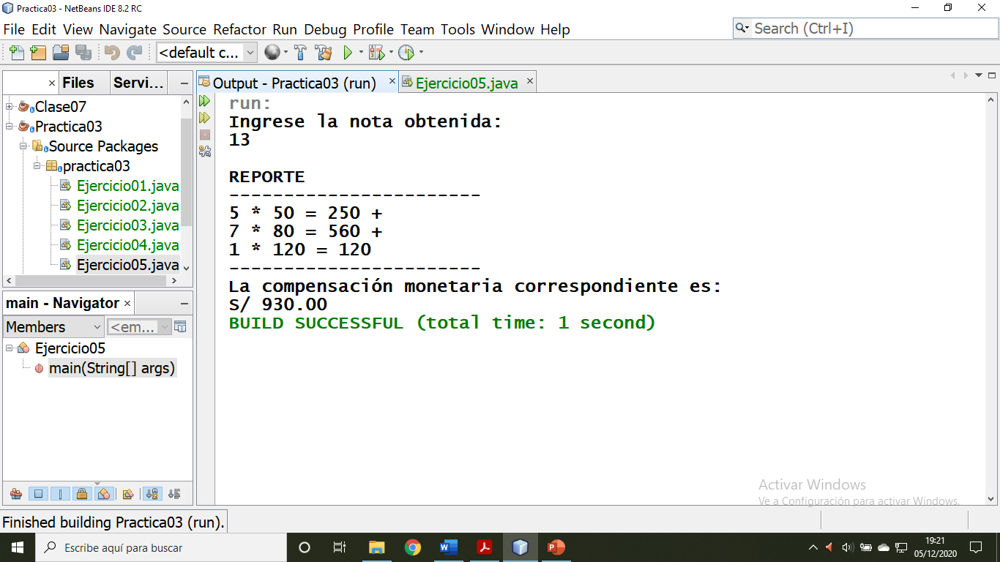 Practica03 - NetBeans IDE 8.2 RC
File Edit View Navigate Source Refactor Run Debug Profile Team Tools Window Help
Search (Ctrl+I)
<default c...
Files
Servi...
Output - Practica03 (run)
Ejercicio05.java
Clase07
Practica03
Source Packages
practica03
Ejercicio01.java
Ejercicio02.java
Ejercicio03.java
Ejercicio04.java
Ejercicio05.java
run:
Ingrese la nota obtenida:
13
REPORTE
-----------------------
5 * 50 = 250 +
7 * 80 = 560 +
1 * 120 = 120
-----------------------
La compensación monetaria correspondiente es:
S/ 930.00
BUILD SUCCESSFUL (total time: 1 second)
main - Navigator
Members
<em...
Ejercicio05
main(String[] args)
Activar Windows
Ve a Configuración para activar Windows.
Finished building Practica03 (run).
Escribe aquí para buscar
19:21
05/12/2020